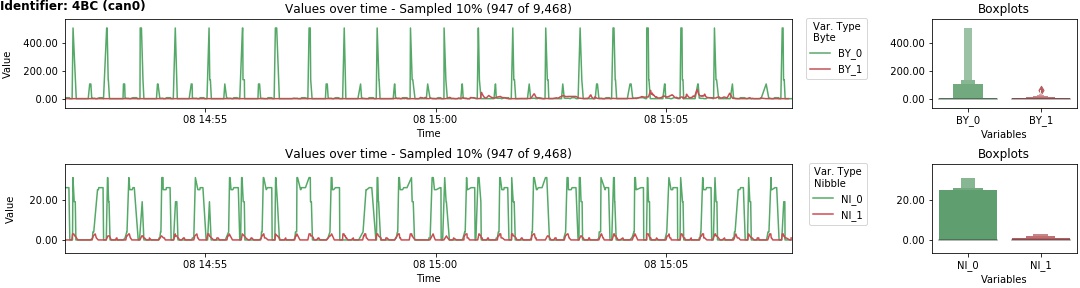 Identifier: 4BC (can0)
Values over time - Sampled 10% (947 of 9,468)
Value
400.00
200.00
0.00
08 14:55
08 15:00
08 15:05
Time
Var. Type
Byte
BY_0
BY_1
Boxplots
400.00
200.00
0.00
BY_0
BY_1
Variables
Values over time - Sampled 10% (947 of 9,468)
Value
20.00
0.00
08 14:55
08 15:00
08 15:05
Time
Var. Type
Nibble
NI_0
NI_1
Boxplots
20.00
0.00
NI_0
NI_1
Variables